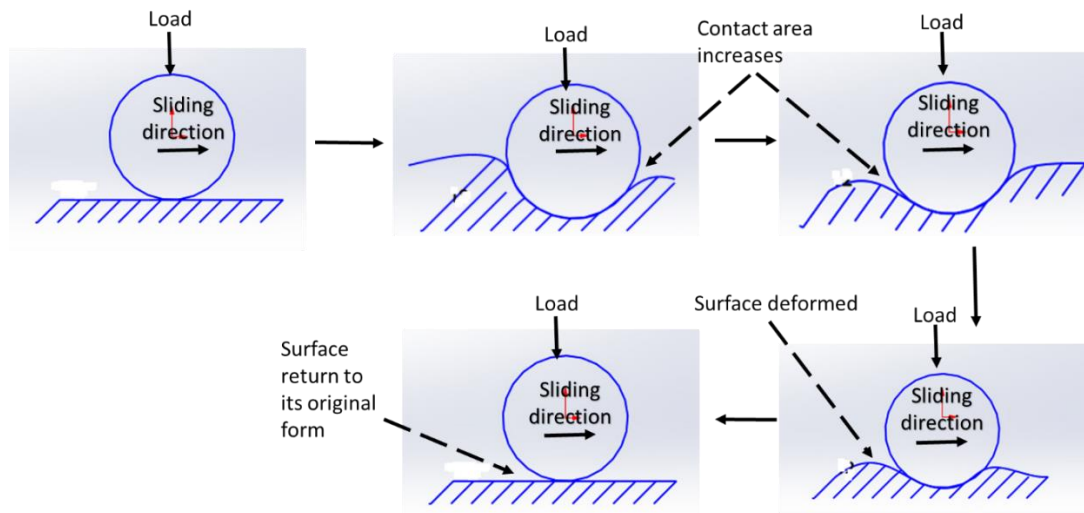 Load
Sliding
direction
Load
Sliding
direction
Contact area
increases
Load
Sliding
direction
Surface deformed
Load
Sliding
direction
Load
Sliding
direction
Surface
return to
its original
form